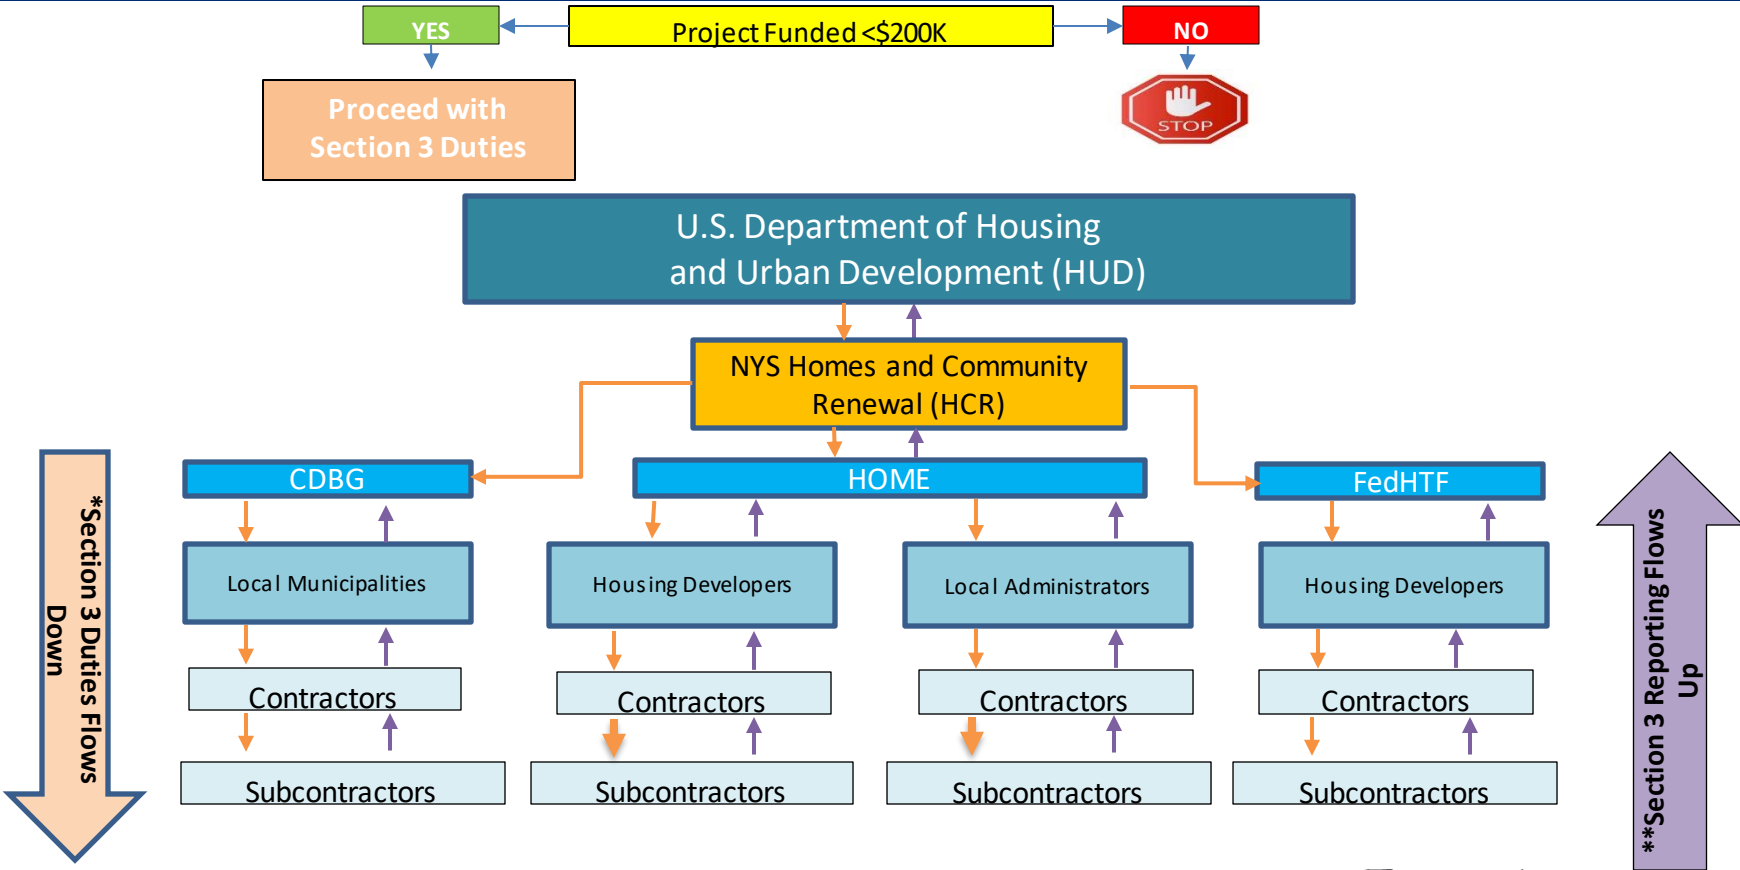 YES
Project Funded <$200K
NO
Proceed with
Section 3 Duties
STOP
U.S. Department of Housing
and Urban Development (HUD)
NYS Homes and Community
Renewal (HCR)
CDBG
HOME
FedHTF
*Section 3 Duties Flows
Down
Local Municipalities
Housing Developers
Local Administrators
Housing Developers
**Section 3 Reporting Flows
Up
Contractors
Contractors
Contractors
Contractors
Subcontractors
Subcontractors
Subcontractors
Subcontractors